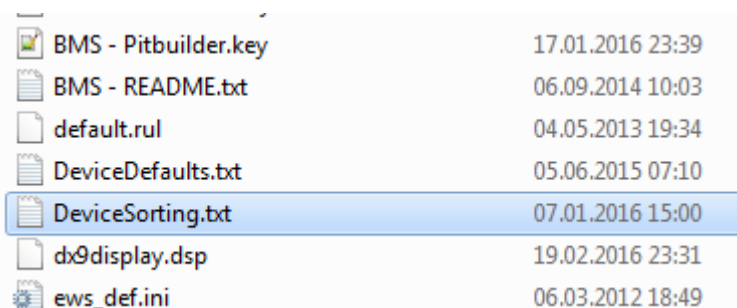 BMS - Pitbuilder.key 17.01.2016 23:39
BMS - README.txt 06.09.2014 10:03
default.rul 04.05.2013 19:34
DeviceDefaults.txt 05.06.2015 07:10
DeviceSorting.txt 07.01.2016 15:00
dx9display.dsp 19.02.2016 23:31
ews_def.ini 06.03.2012 18:49